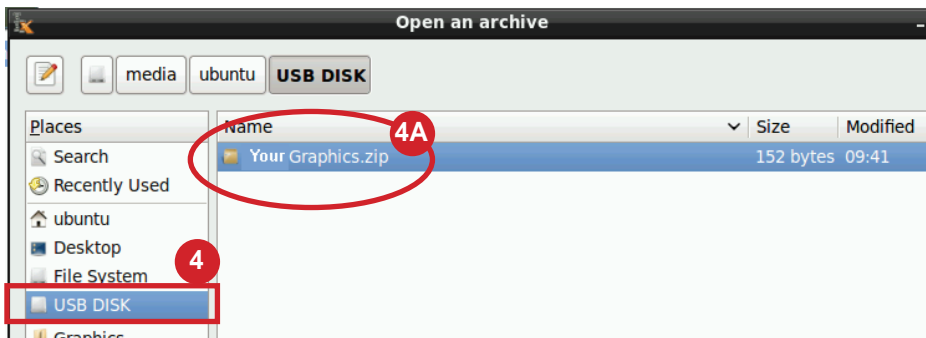 Open an archive
media ubuntu USB DISK
Places Name 4A Size Modified
Search Your Graphics.zip 152 bytes 09:41
Recently Used
ubuntu
Desktop
4
File System
USB DISK
Graphics